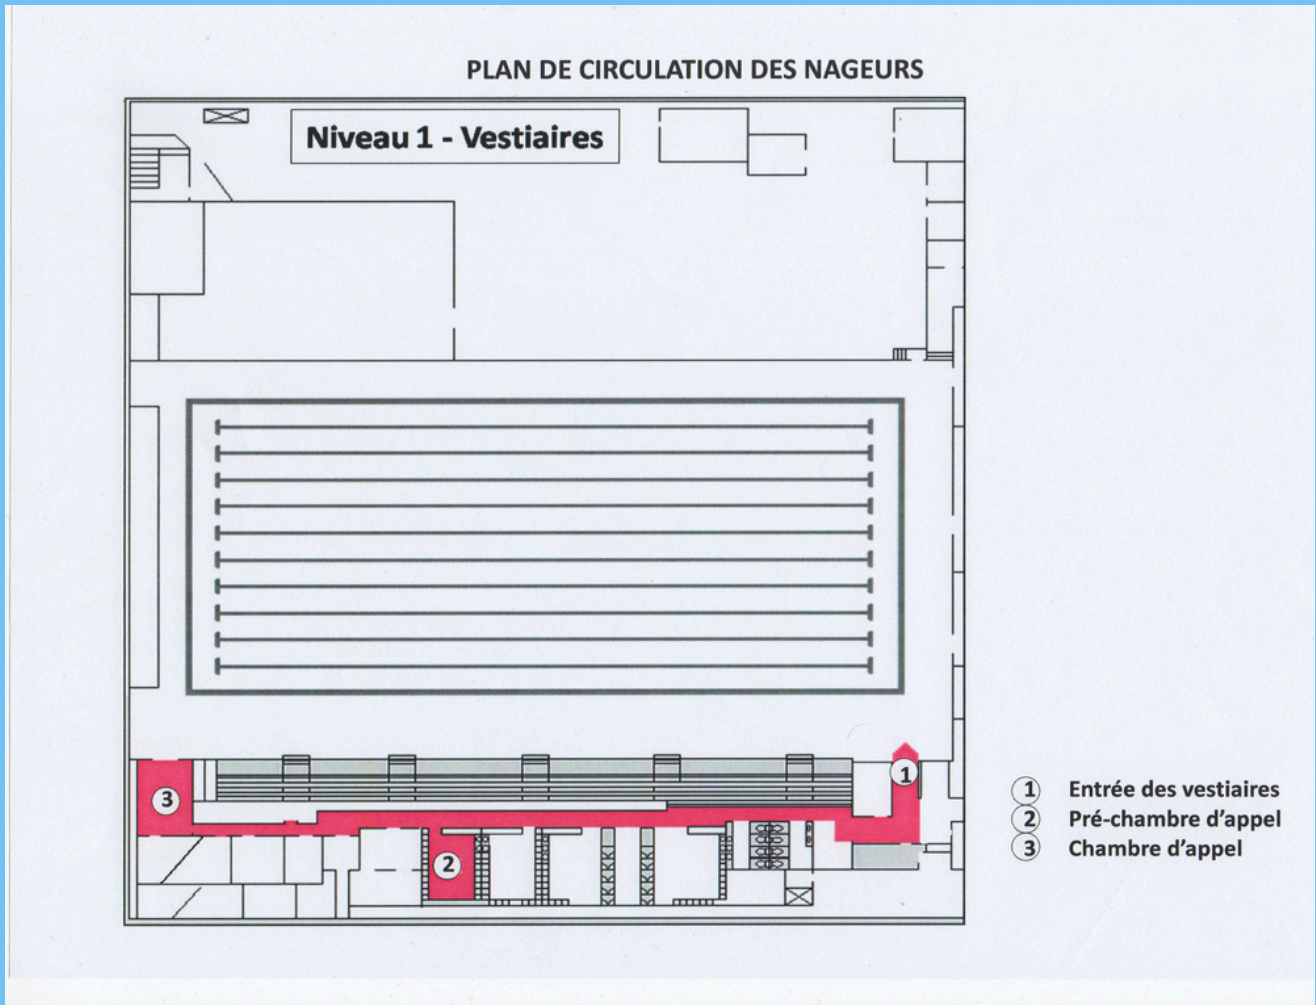 PLAN DE CIRCULATION DES NAGEURS
Niveau 1 - Vestiaires
1
3
2
1 Entrée des vestiaires
2 Pré-chambre d’appel
3 Chambre d’appel